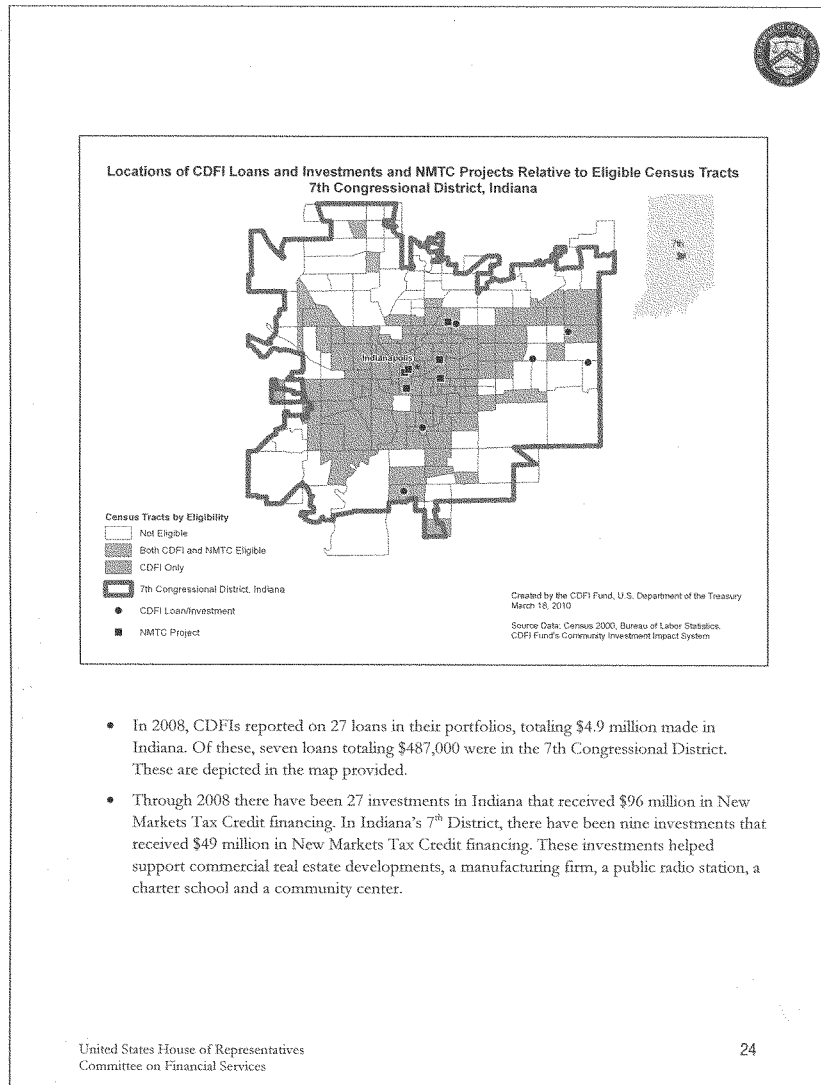 Locations of CDFI Loans and Investments and NMTC Projects Relative to Eligible Census Tracts
7th Congressional District, Indiana
7th
Indianapolis
Census Tracts by Eligibility
Not Eligible
Both CDFI and NMTC Eligible
CDFI Only
7th Congressional District, Indiana
CDFI Loan/Investment
NMTC Project
Created by the CDFI Fund, U.S. Department of the Treasury
March 18, 2010
Source Data: Census 2000, Bureau of Labor Statistics,
CDFI Fund's Community Investment Impact System
• In 2008, CDFIs reported on 27 loans in their portfolios, totaling $4.9 million made in
Indiana. Of these, seven loans totaling $487,000 were in the 7th Congressional District.
These are depicted in the map provided.
• Through 2008 there have been 27 investments in Indiana that received $96 million in New
Markets Tax Credit financing. In Indiana's 7th District, there have been nine investments that
received $49 million in New Markets Tax Credit financing. These investments helped
support commercial real estate developments, a manufacturing firm, a public radio station, a
charter school and a community center.
United States House of Representatives
Committee on Financial Services
24